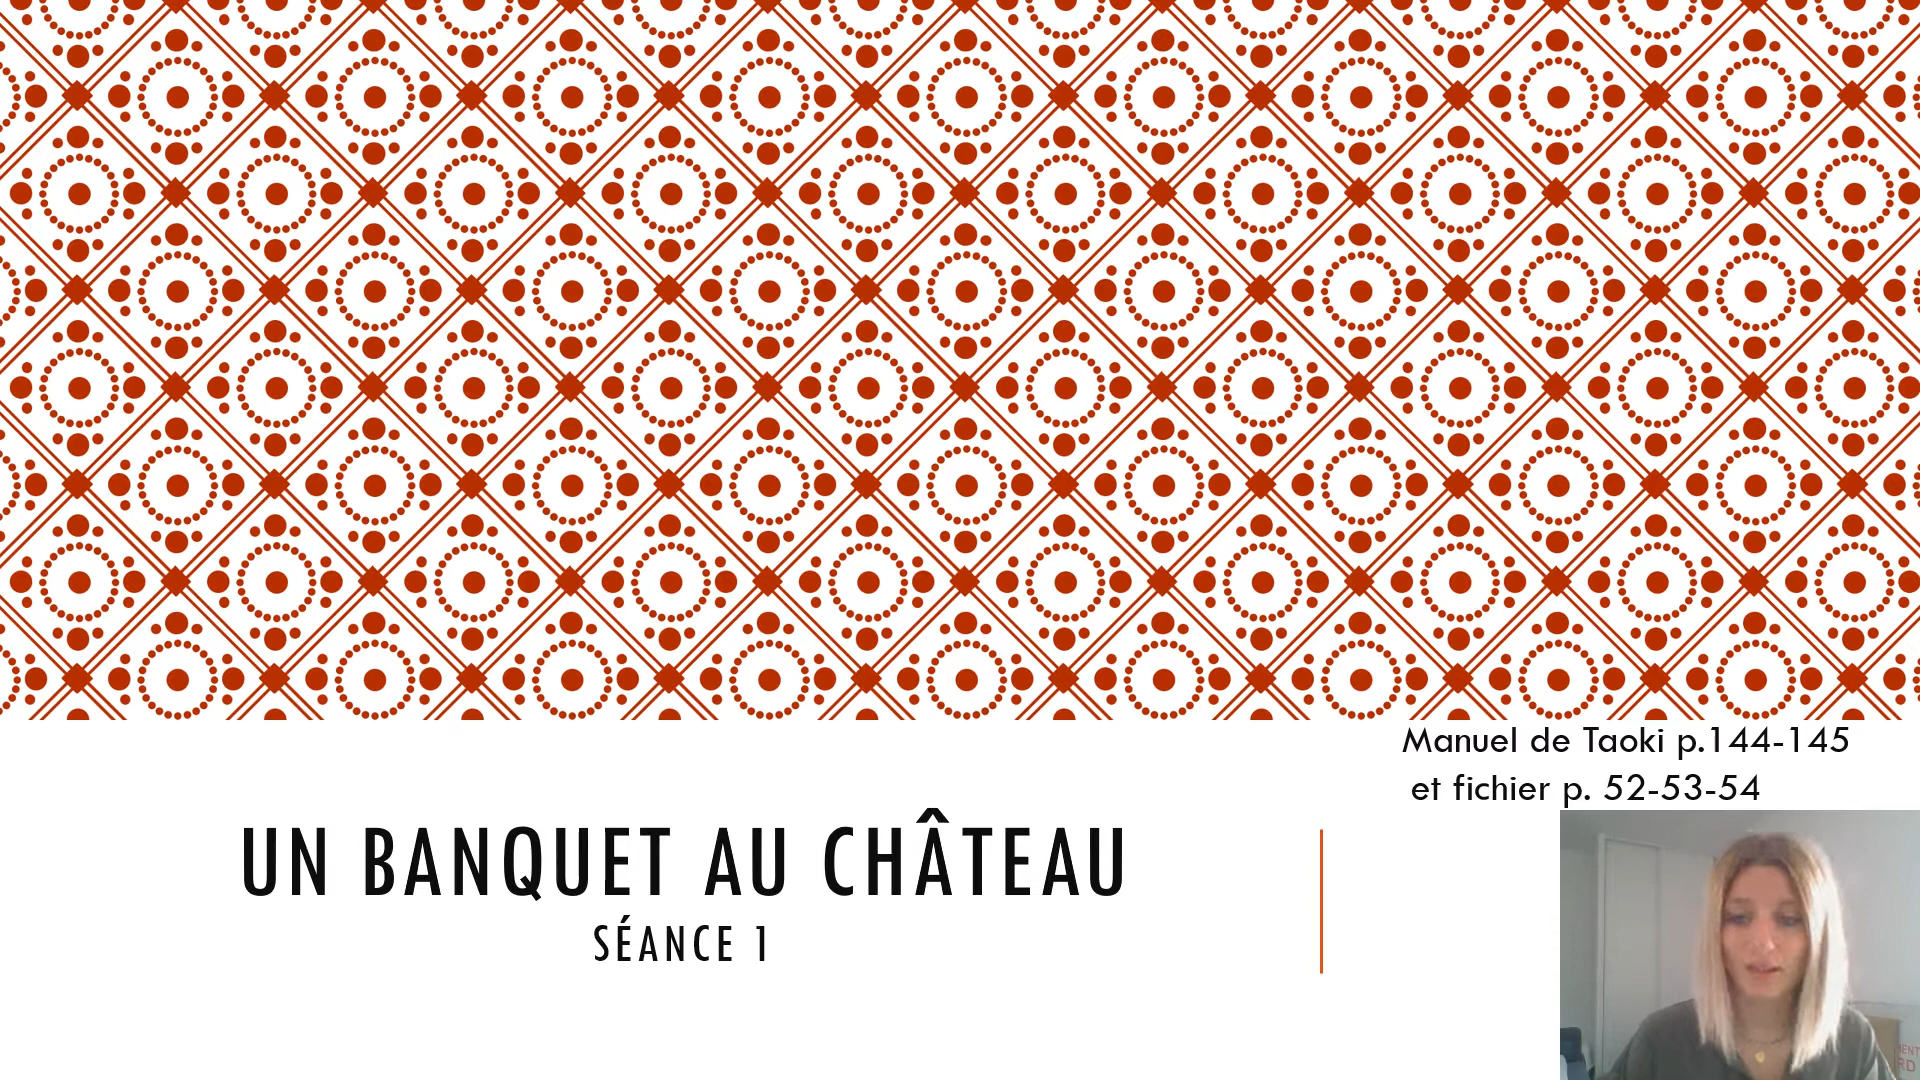 Manuel de Taoki p.144-145
et fichier p. 52-53-54
UN BANQUET AU CHÂTEAU
SÉANCE 1